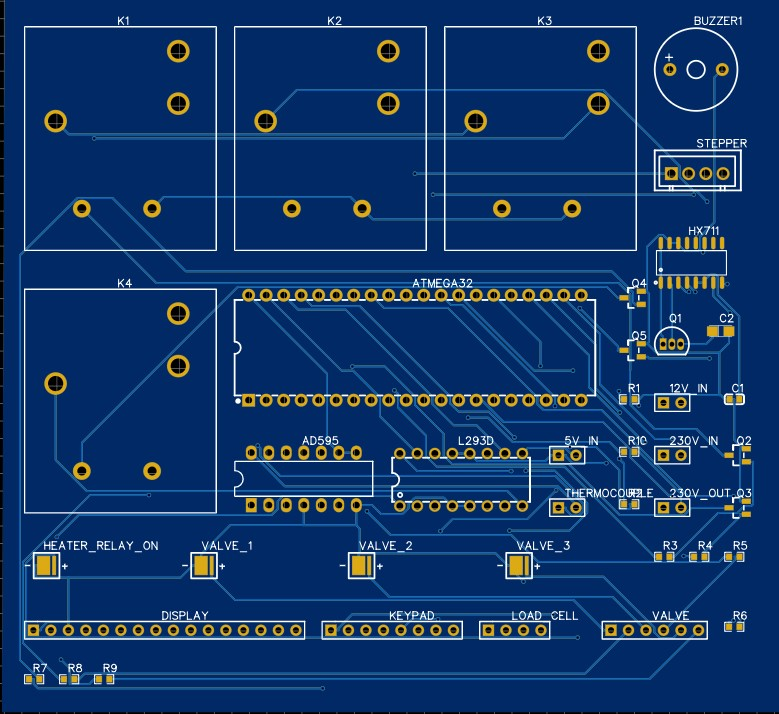 K1
K2
K3
BUZZER1
+
STEPPER
HX711
K4
ATMEGA32
Q4
Q1
C2
Q5
R1
12V_IN
C1
AD595
L293D
5V_IN
R10
230V_IN
Q2
THERMOCOUPLE
230V_OUT
Q3
HEATER_RELAY_ON
VALVE_1
VALVE_2
VALVE_3
R3
R4
R5
- +
- +
- +
- +
DISPLAY
KEYPAD
LOAD CELL
VALVE
R6
R7
R8
R9